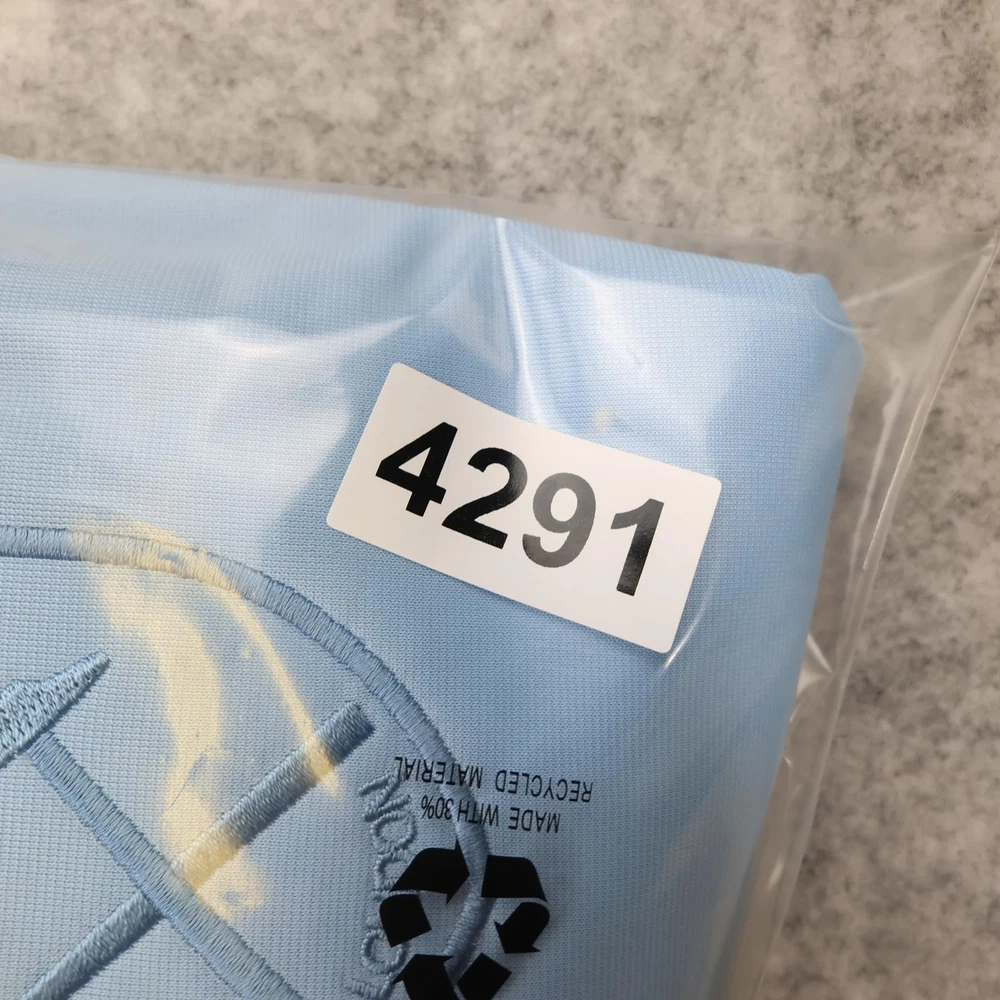 4291
MADE WITH 30%
RECYCLED MATERIAL